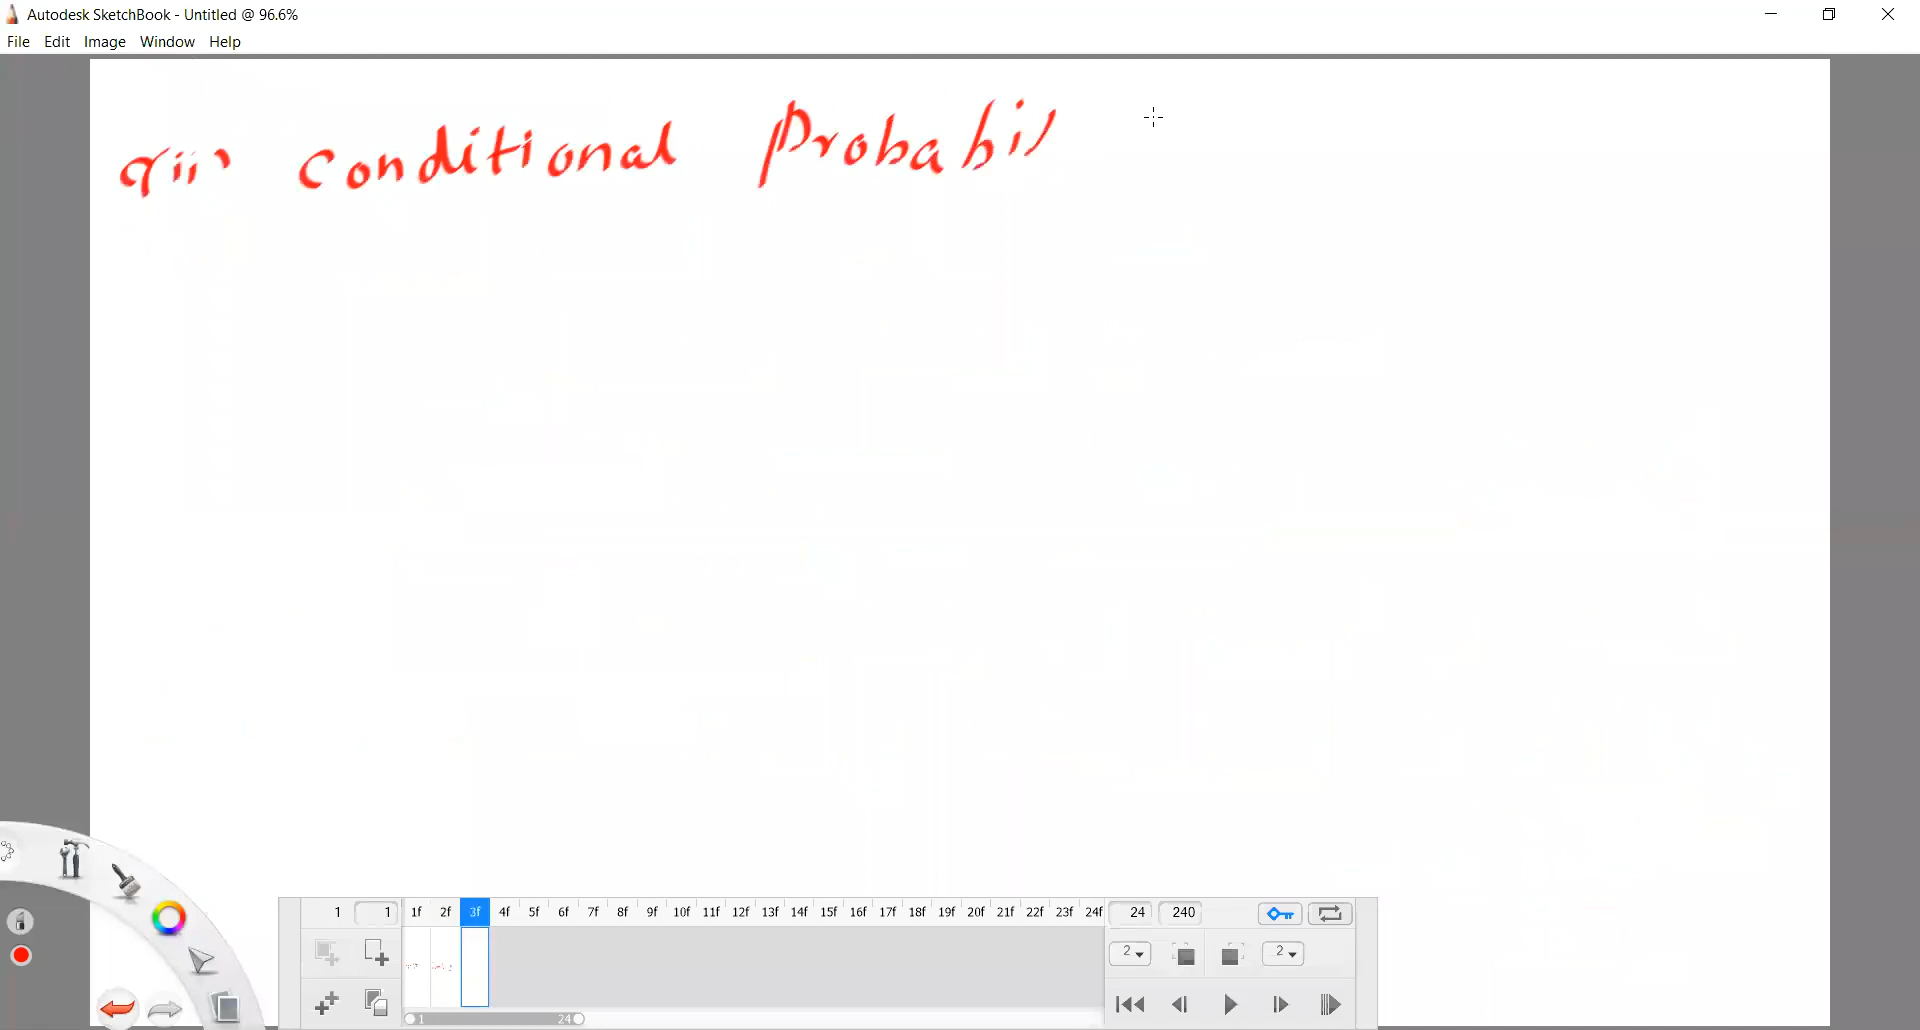 Autodesk SketchBook - Untitled @ 96.6%
File Edit Image Window Help
Conditional Probabil
1 1 1f 2f 3f 4f 5f 6f 7f 8f 9f 10f 11f 12f 13f 14f 15f 16f 17f 18f 19f 20f 21f 22f 23f 24f 24 240
2 2
1 24